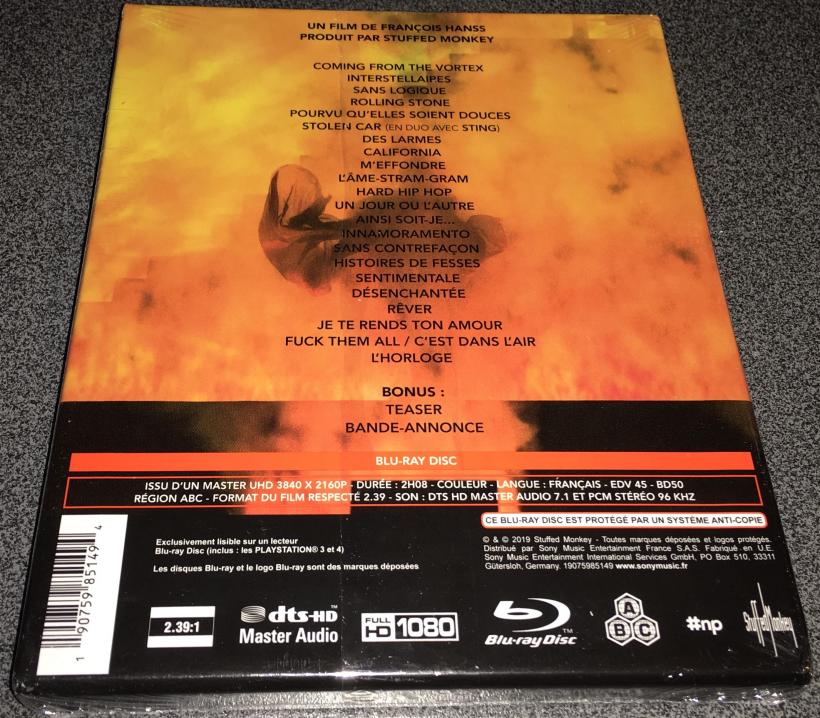 UN FILM DE FRANÇOIS HANSS
PRODUIT PAR STUFFED MONKEY
COMING FROM THE VORTEX
INTERSTELLAIRES
SANS LOGIQUE
ROLLING STONE
POURVU QU'ELLES SOIENT DOUCES
STOLEN CAR (EN DUO AVEC STING)
DES LARMES
CALIFORNIA
M'EFFONDRE
L'ÂME-STRAM-GRAM
HARD HIP HOP
UN JOUR OU L'AUTRE
AINSI SOIT-JE...
INNAMORAMENTO
SANS CONTREFAÇON
HISTOIRES DE FESSES
SENTIMENTALE
DÉSENCHANTÉE
RÊVER
JE TE RENDS TON AMOUR
FUCK THEM ALL / C'EST DANS L'AIR
L'HORLOGE
BONUS :
TEASER
BANDE-ANNONCE
BLU-RAY DISC
ISSU D'UN MASTER UHD 3840 X 2160P - DURÉE : 2H08 - COULEUR - LANGUE : FRANÇAIS - EDV 45 - BD50
RÉGION ABC - FORMAT DU FILM RESPECTÉ 2.39 - SON : DTS HD MASTER AUDIO 7.1 ET PCM STÉRÉO 96 KHZ
CE BLU-RAY DISC EST PROTÉGÉ PAR UN SYSTÈME ANTI-COPIE
Exclusivement lisible sur un lecteur
Blu-ray Disc (inclus : les PLAYSTATION® 3 et 4)
Les disques Blu-ray et le logo Blu-ray sont des marques déposées
℗ & © 2019 Stuffed Monkey - Toutes marques déposées et logos protégés.
Distribué par Sony Music Entertainment France S.A.S. Fabriqué en U.E.
Sony Music Entertainment International Services GmbH, PO Box 510, 33311
Gütersloh, Germany. 19075985149 www.sonymusic.fr
1 90759 85149 4
2.39:1
dts-HD™
Master Audio
FULL HD 1080
Blu-ray Disc™
A B C
#np
Stuffed Monkey